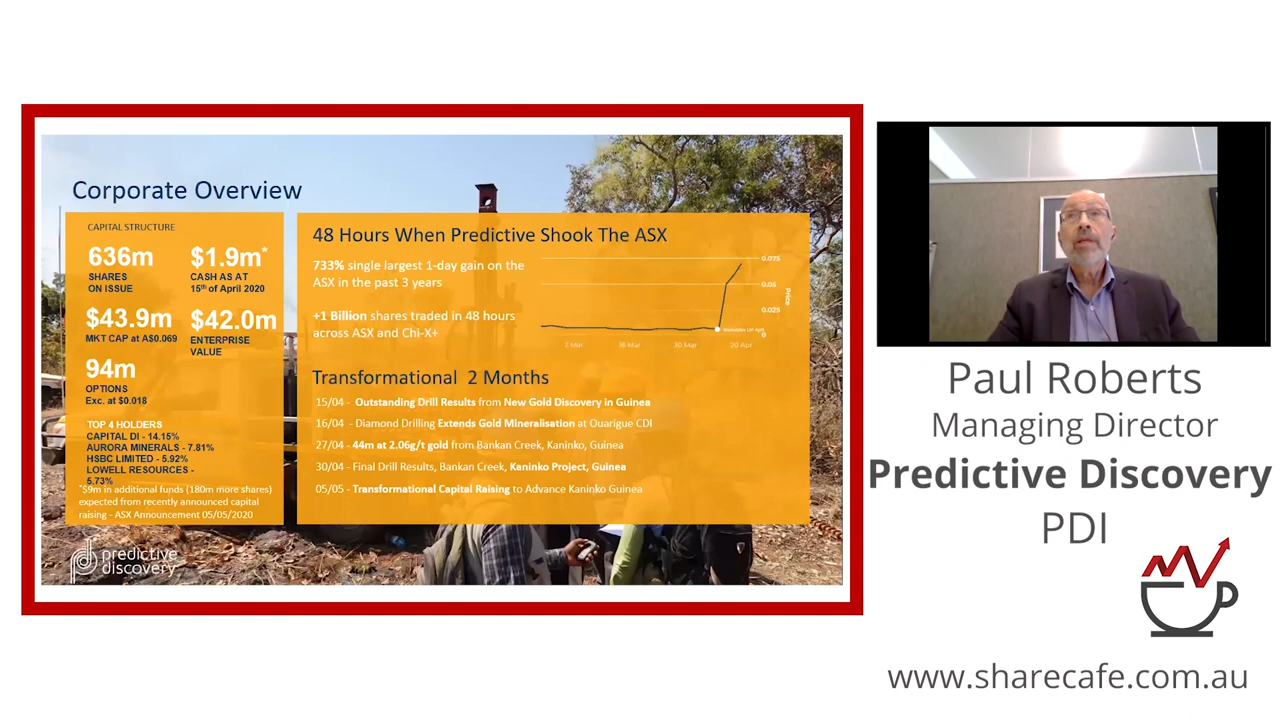 Corporate Overview
CAPITAL STRUCTURE
636m
SHARES
ON ISSUE
$1.9m*
CASH AS AT
15th of April 2020
$43.9m
MKT CAP at A$0.069
$42.0m
ENTERPRISE
VALUE
94m
OPTIONS
Exc. at $0.018
TOP 4 HOLDERS
CAPITAL DI - 14.15%
AURORA MINERALS - 7.81%
HSBC LIMITED - 5.92%
LOWELL RESOURCES -
5.73%
*$9m in additional funds (180m more shares)
expected from recently announced capital
raising - ASX Announcement 05/05/2020
predictive
discovery
48 Hours When Predictive Shook The ASX
733% single largest 1-day gain on the
ASX in the past 3 years
+1 Billion shares traded in 48 hours
across ASX and Chi-X+
0.075
0.05
0.025
0
Price
2 Mar
16 Mar
30 Mar
20 Apr
Transformational 2 Months
15/04 - Outstanding Drill Results from New Gold Discovery in Guinea
16/04 - Diamond Drilling Extends Gold Mineralisation at Ouarigue CDI
27/04 - 44m at 2.06g/t gold from Bankan Creek, Kaninko, Guinea
30/04 - Final Drill Results, Bankan Creek, Kaninko Project, Guinea
05/05 - Transformational Capital Raising to Advance Kaninko Guinea
Paul Roberts
Managing Director
Predictive Discovery
PDI
www.sharecafe.com.au